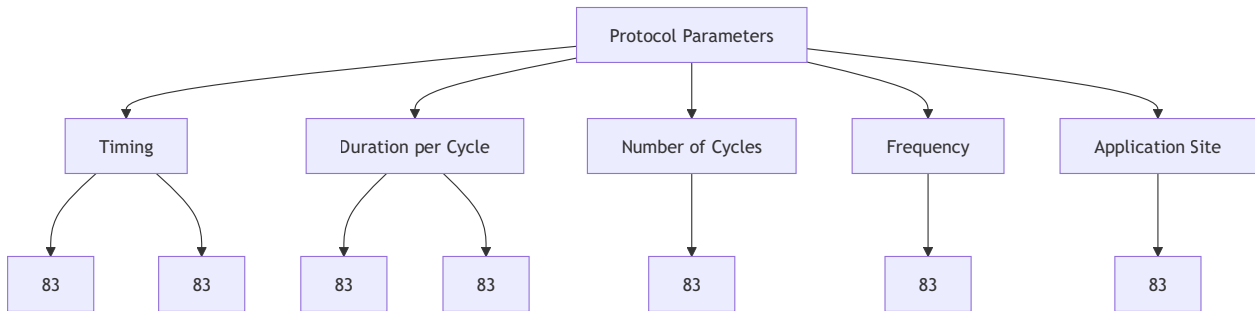 Protocol Parameters
Timing
Duration per Cycle
Number of Cycles
Frequency
Application Site
83
83
83
83
83
83
83